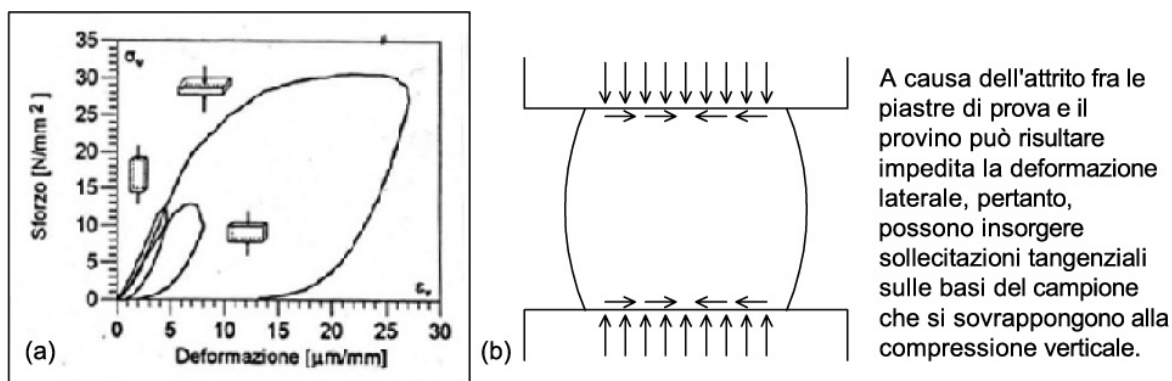 35
σv
30
25
20
15
10
5
0
Sforzo [N/mm²]
εv
0 5 10 15 20 25 30
Deformazione [μm/mm]
(a)
(b)
A causa dell'attrito fra le
piastre di prova e il
provino può risultare
impedita la deformazione
laterale, pertanto,
possono insorgere
sollecitazioni tangenziali
sulle basi del campione
che si sovrappongono alla
compressione verticale.